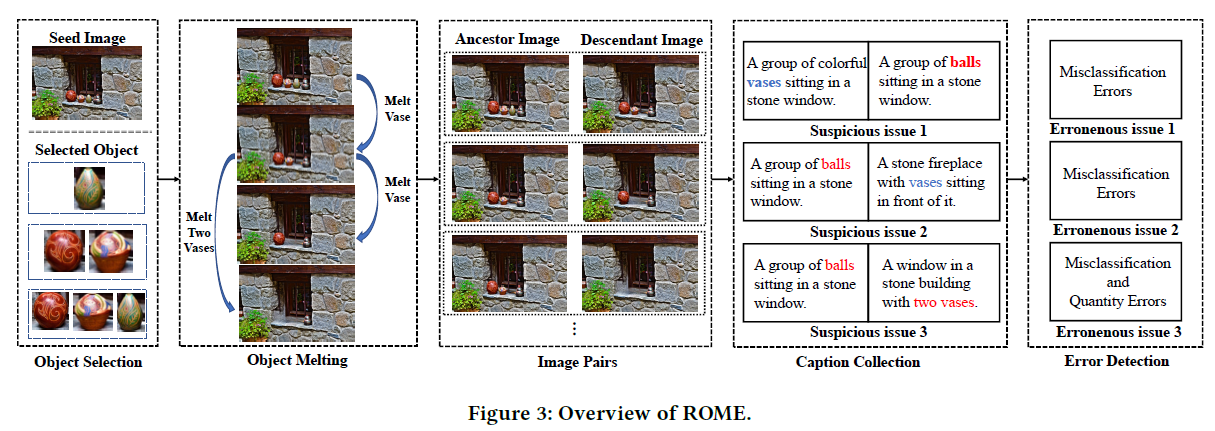 Seed Image
Selected Object
Object Selection
Melt
Vase
Melt
Vase
Melt
Two
Vases
Object Melting
Ancestor Image
Descendant Image
⋮
Image Pairs
A group of colorful
vases sitting in a
stone window.
A group of balls
sitting in a stone
window.
Suspicious issue 1
A group of balls
sitting in a stone
window.
A stone fireplace
with vases sitting
in front of it.
Suspicious issue 2
A group of balls
sitting in a stone
window.
A window in a
stone building
with two vases.
Suspicious issue 3
Caption Collection
Misclassification
Errors
Erronenous issue 1
Misclassification
Errors
Erronenous issue 2
Misclassification
and
Quantity Errors
Erronenous issue 3
Error Detection
Figure 3: Overview of ROME.